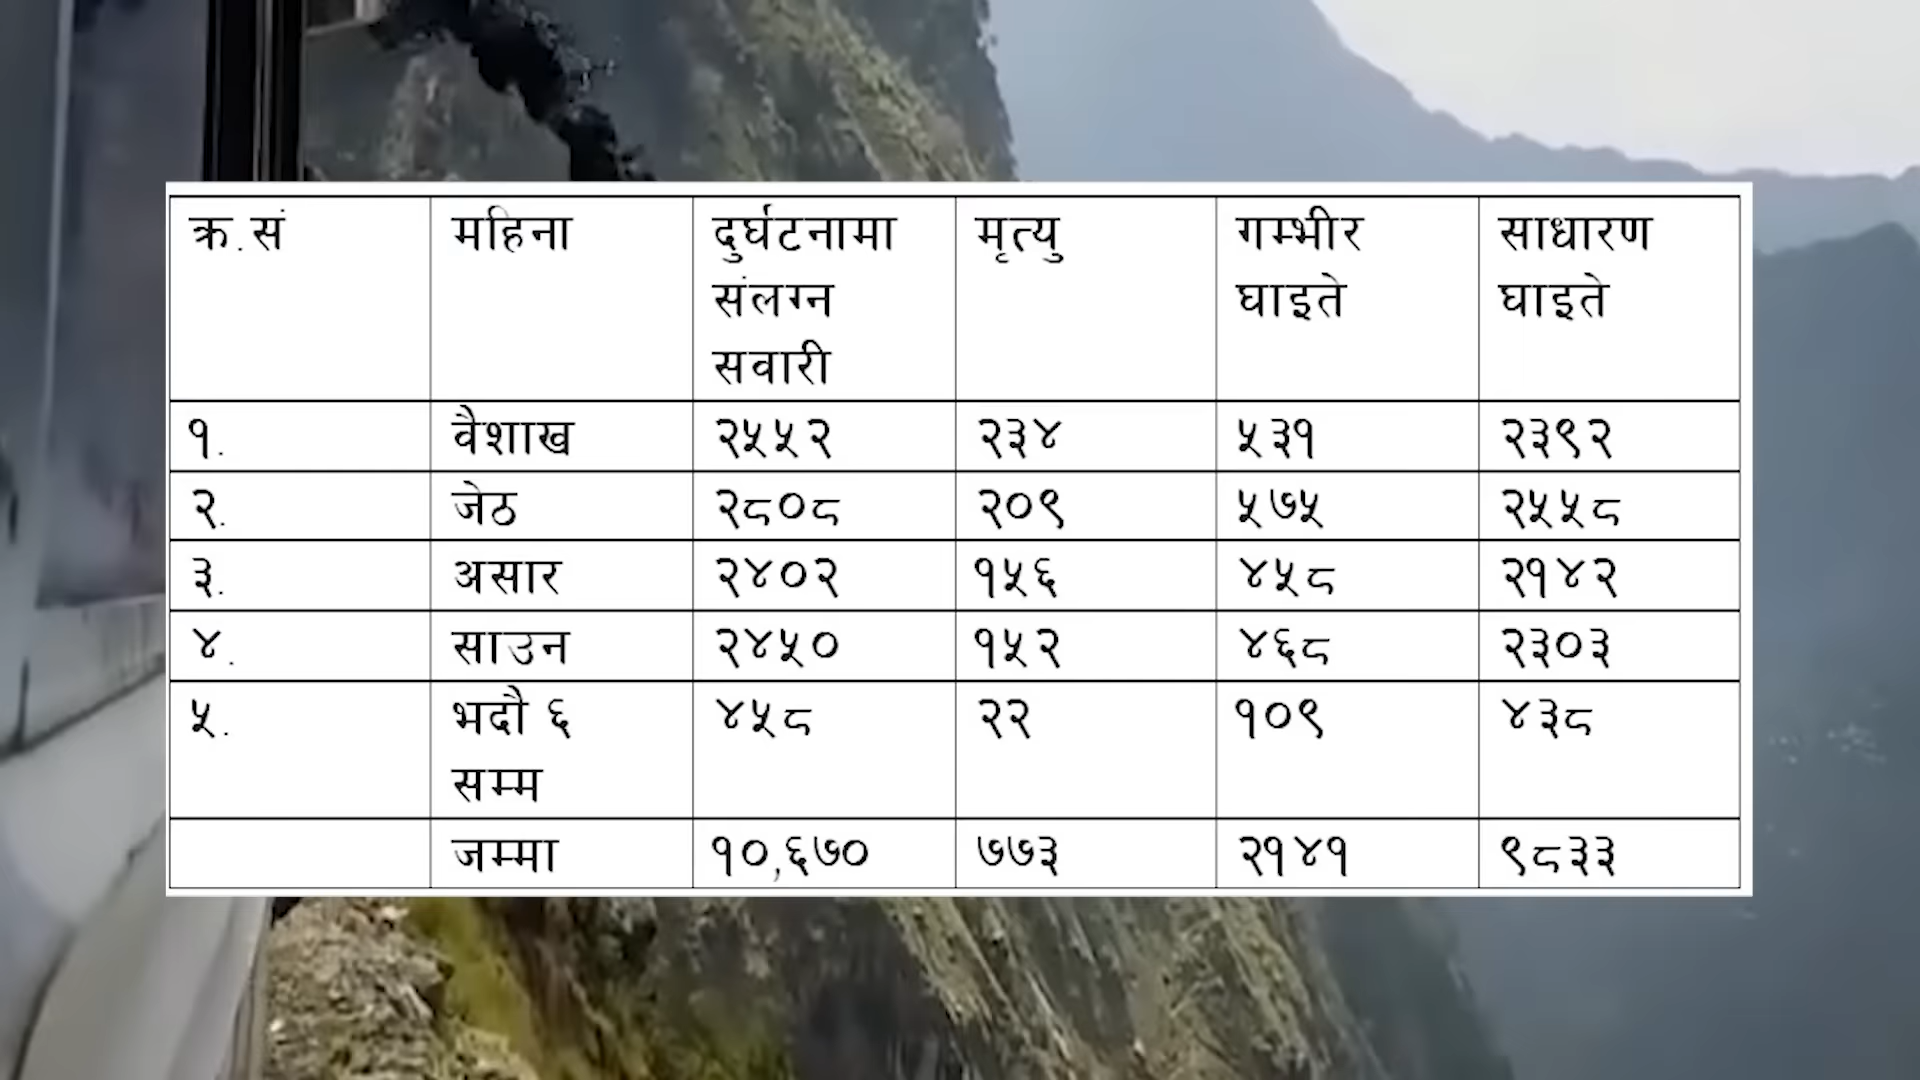 क्र.सं महिना दुर्घटनामा संलग्न सवारी मृत्यु गम्भीर घाइते साधारण घाइते
१. वैशाख २५५२ २३४ ५३१ २३९२
२. जेठ २८०८ २०९ ५७५ २५५८
३. असार २४०२ १५६ ४५८ २१४२
४. साउन २४५० १५२ ४६८ २३०३
५. भदौ ६ सम्म ४५८ २२ १०९ ४३८
जम्मा १०,६७० ७७३ २१४१ ९८३३